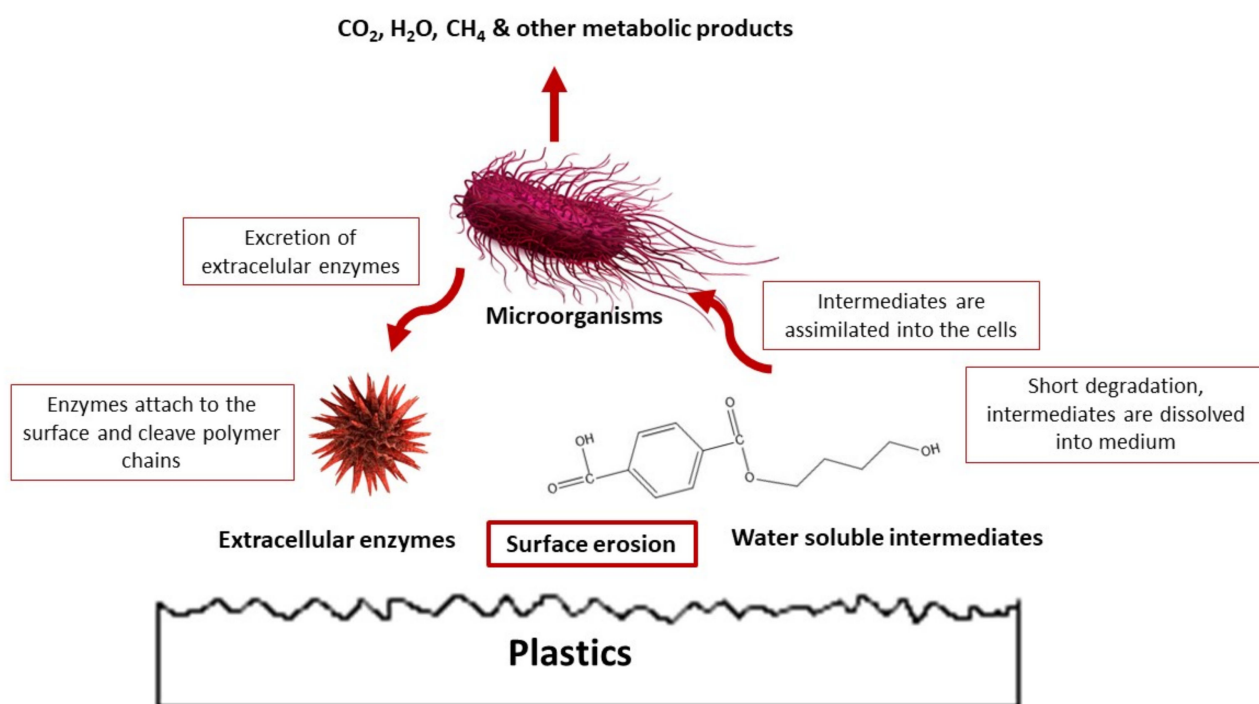 CO₂, H₂O, CH₄ & other metabolic products
Excretion of
extracelular enzymes
Microorganisms
Intermediates are
assimilated into the cells
Enzymes attach to the
surface and cleave polymer
chains
Short degradation,
intermediates are dissolved
into medium
OH
O
C
O
C
O
OH
Extracellular enzymes
Surface erosion
Water soluble intermediates
Plastics